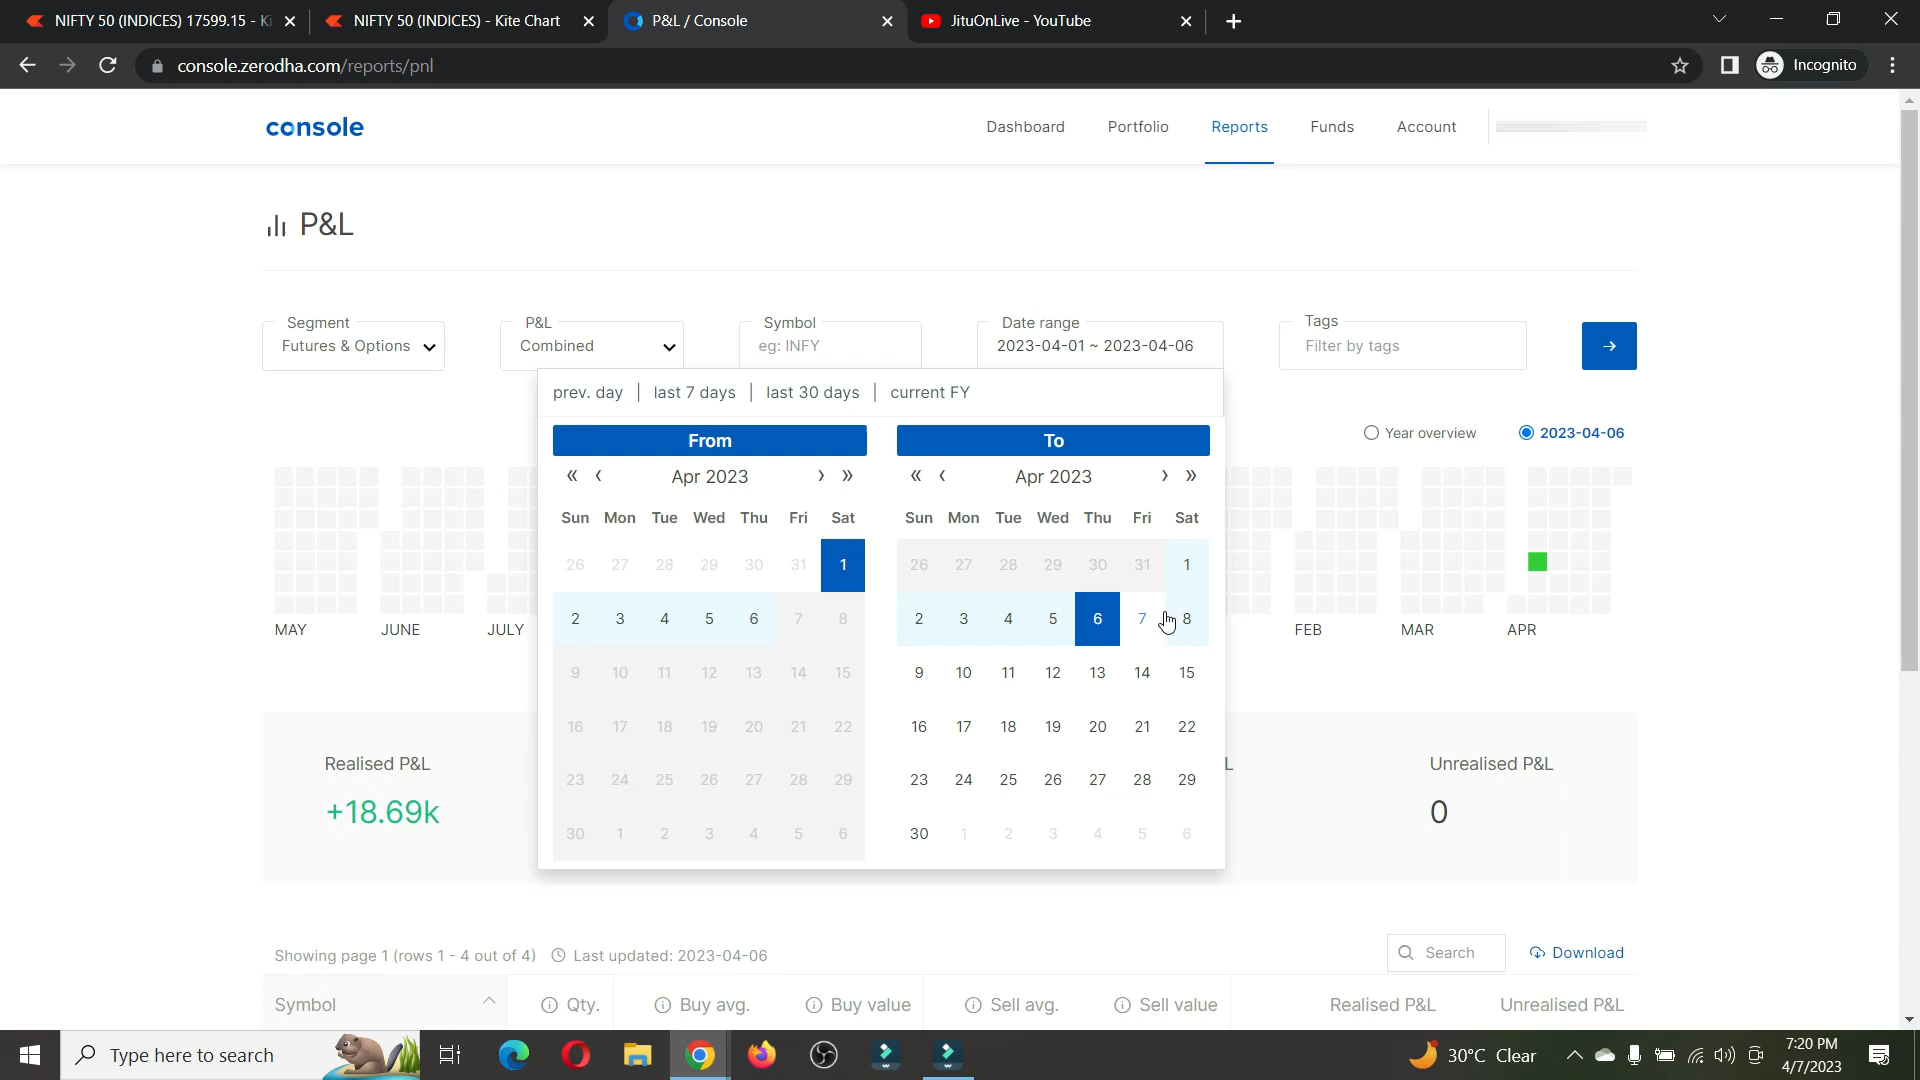 NIFTY 50 (INDICES) 17599.15 - Ki
NIFTY 50 (INDICES) - Kite Chart
P&L / Console
JituOnLive - YouTube
console.zerodha.com/reports/pnl
Incognito
console
Dashboard Portfolio Reports Funds Account
P&L
Segment P&L Symbol Date range Tags
Futures & Options Combined eg: INFY 2023-04-01 ~ 2023-04-06 Filter by tags
prev. day | last 7 days | last 30 days | current FY
Year overview 2023-04-06
From To
« ‹ Apr 2023 › » « ‹ Apr 2023 › »
Sun Mon Tue Wed Thu Fri Sat Sun Mon Tue Wed Thu Fri Sat
26 27 28 29 30 31 1 26 27 28 29 30 31 1
2 3 4 5 6 7 8 2 3 4 5 6 7 8
MAY JUNE JULY FEB MAR APR
9 10 11 12 13 14 15 9 10 11 12 13 14 15
16 17 18 19 20 21 22 16 17 18 19 20 21 22
Realised P&L L Unrealised P&L
23 24 25 26 27 28 29 23 24 25 26 27 28 29
+18.69k 0
30 1 2 3 4 5 6 30 1 2 3 4 5 6
Showing page 1 (rows 1 - 4 out of 4) Last updated: 2023-04-06 Search Download
Symbol Qty. Buy avg. Buy value Sell avg. Sell value Realised P&L Unrealised P&L
Type here to search
30°C Clear
7:20 PM
4/7/2023